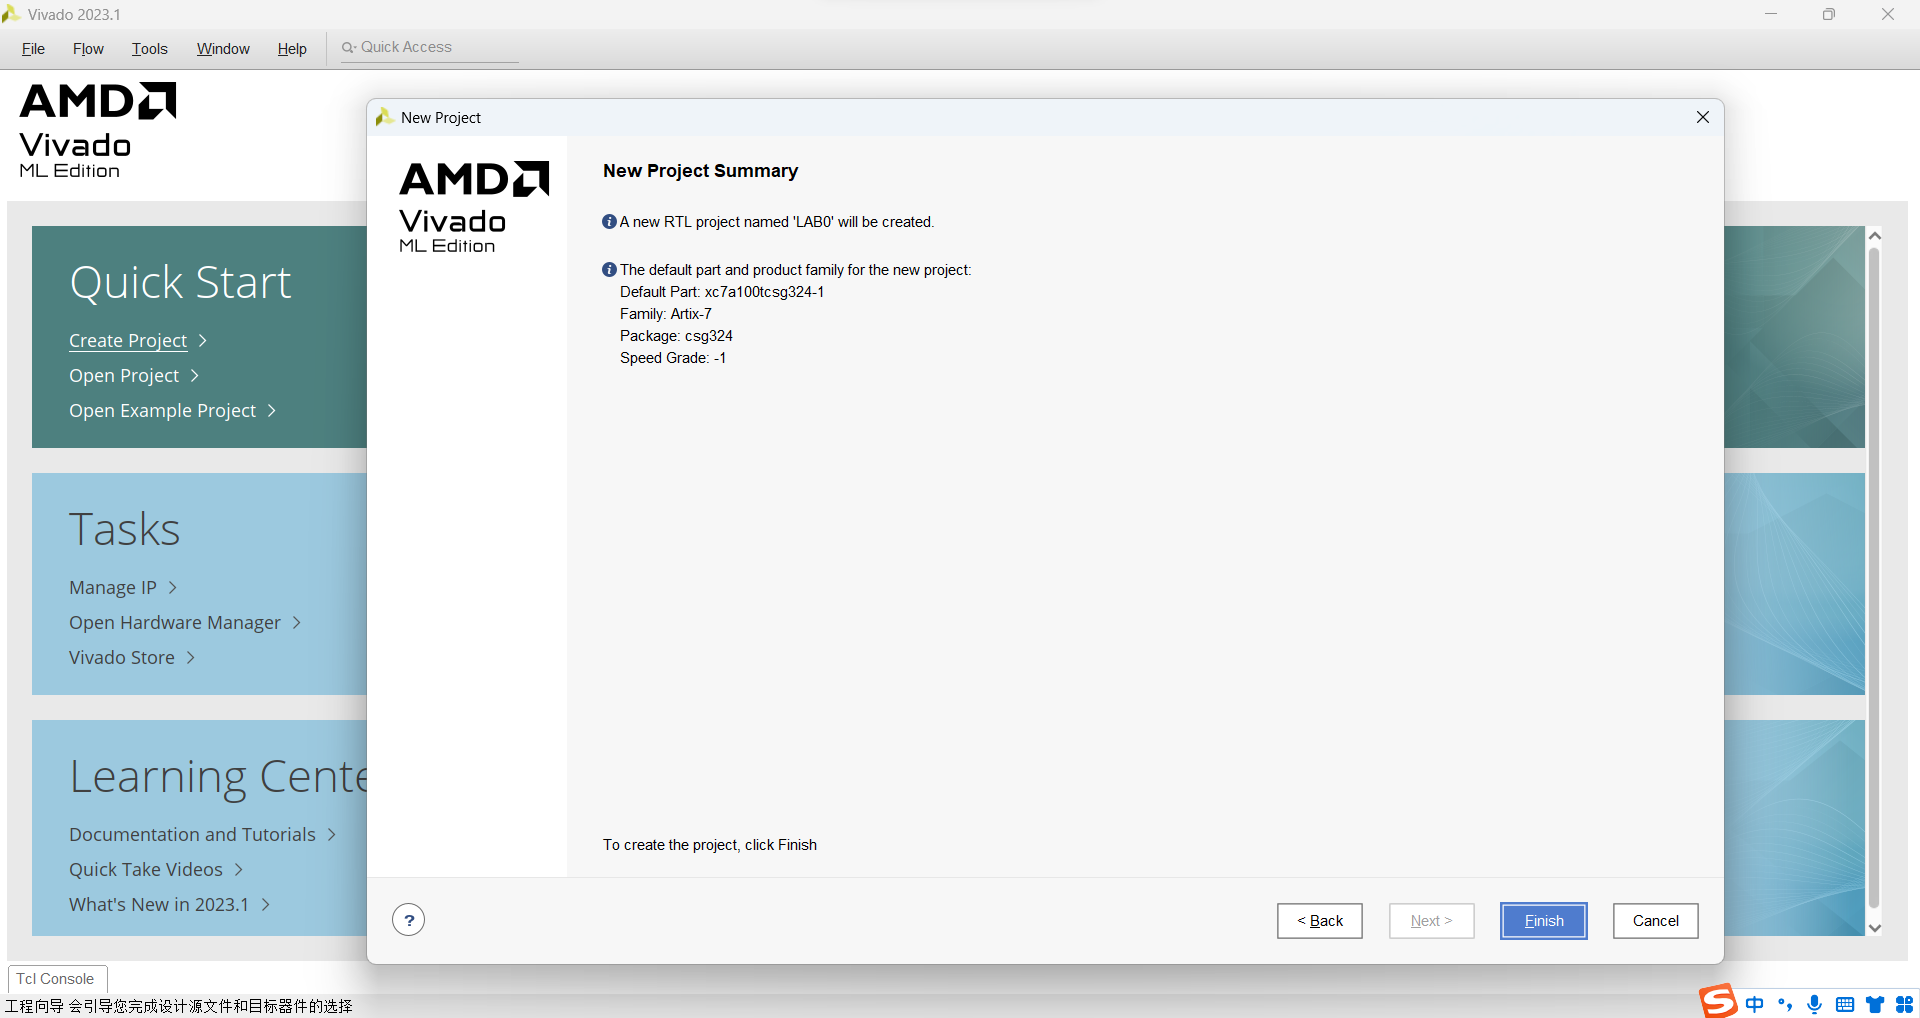 Vivado 2023.1
File Flow Tools Window Help Quick Access
AMD
Vivado
ML Edition
Quick Start
Create Project
Open Project
Open Example Project
Tasks
Manage IP
Open Hardware Manager
Vivado Store
Learning Cente
Documentation and Tutorials
Quick Take Videos
What's New in 2023.1
New Project
AMD
Vivado
ML Edition
New Project Summary
A new RTL project named 'LAB0' will be created.
The default part and product family for the new project:
Default Part: xc7a100tcsg324-1
Family: Artix-7
Package: csg324
Speed Grade: -1
To create the project, click Finish
?
< Back Next > Finish Cancel
Tcl Console
工程向导 会引导您完成设计源文件和目标器件的选择
S 中